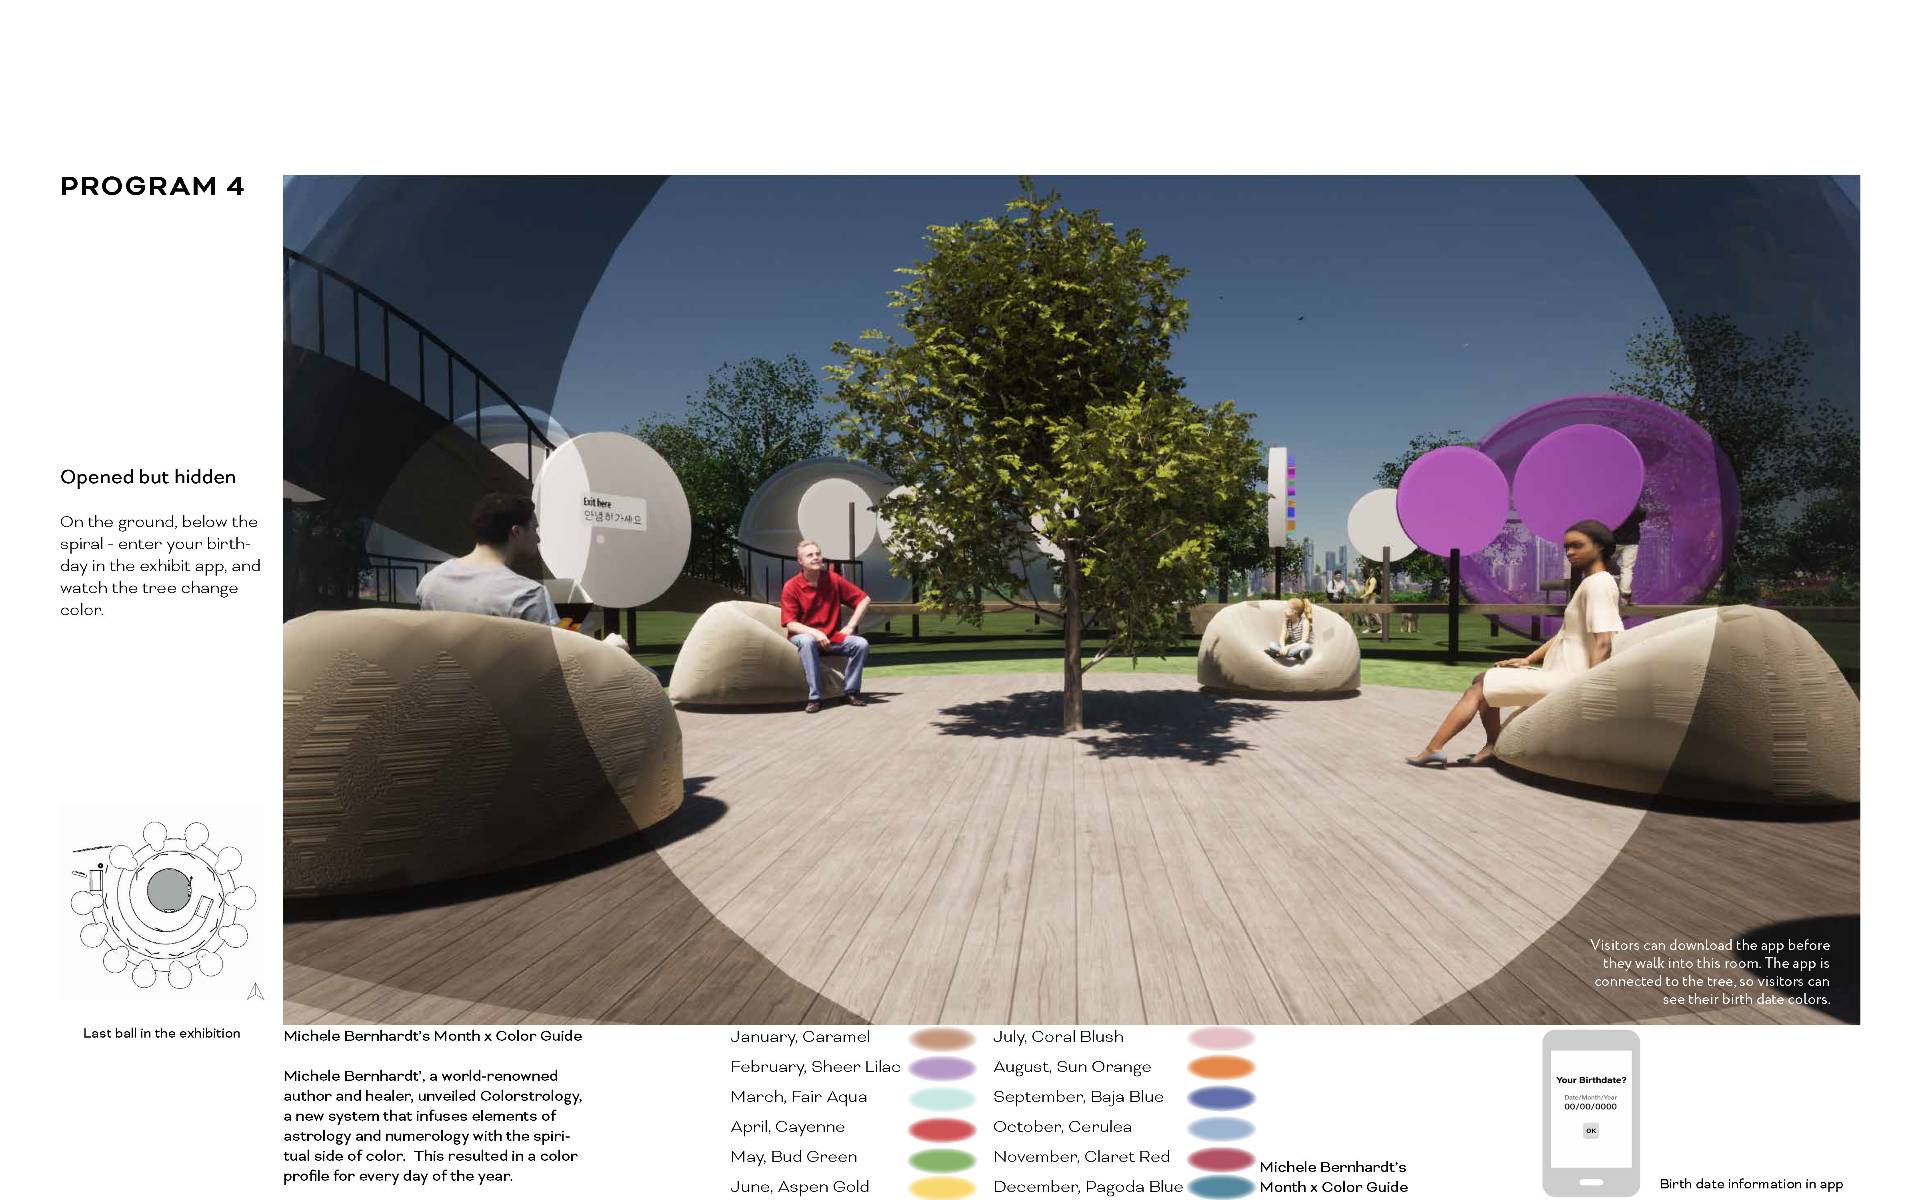 PROGRAM 4
Opened but hidden
On the ground, below the
spiral - enter your birth-
day in the exhibit app, and
watch the tree change
color.
Exit here
안녕히가세요
Visitors can download the app before
they walk into this room. The app is
connected to the tree, so visitors can
see their birth date colors.
Last ball in the exhibition
Michele Bernhardt's Month x Color Guide
Michele Bernhardt', a world-renowned
author and healer, unveiled Colorstrology,
a new system that infuses elements of
astrology and numerology with the spiri-
tual side of color.  This resulted in a color
profile for every day of the year.
January, Caramel
February, Sheer Lilac
March, Fair Aqua
April, Cayenne
May, Bud Green
June, Aspen Gold
July, Coral Blush
August, Sun Orange
September, Baja Blue
October, Cerulea
November, Claret Red
December, Pagoda Blue
Michele Bernhardt's
Month x Color Guide
Your Birthdate?
Date/Month/Year
00/00/0000
OK
Birth date information in app